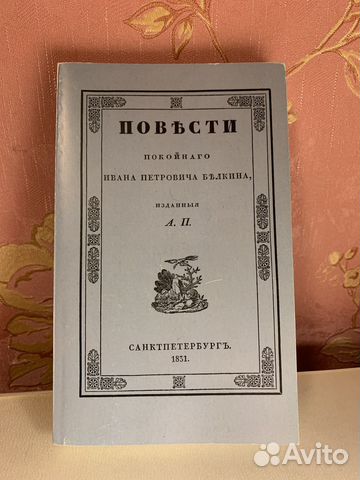 ПОВѢСТИ
ПОКОЙНАГО
ИВАНА ПЕТРОВИЧА БѢЛКИНА,
ИЗДАННЫЯ
А. П.
САНКТПЕТЕРБУРГЪ.
1831.
Avito